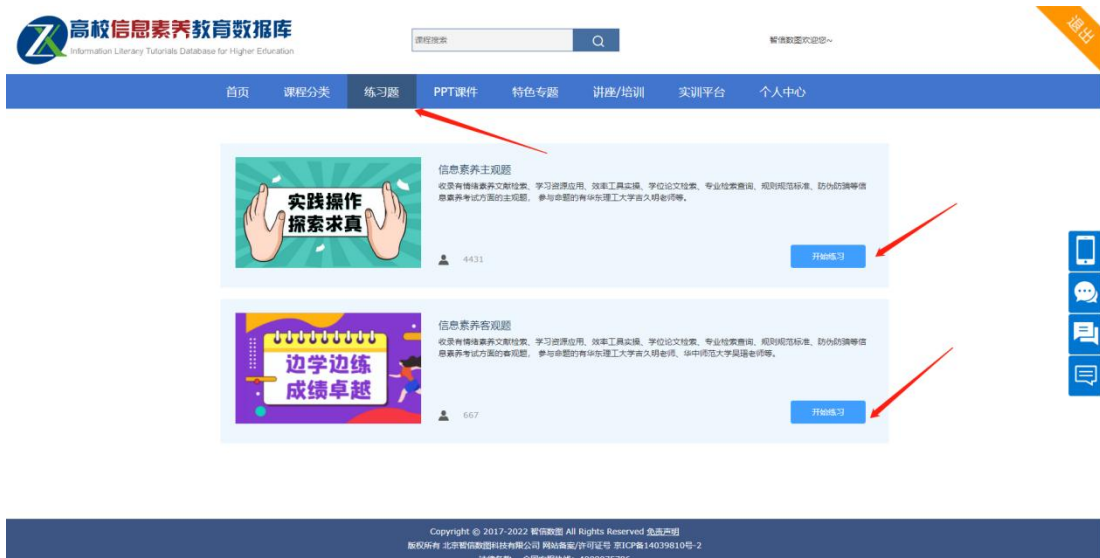 高校信息素养教育数据库
Information Literary Tutorials Database for Higher Education
课程搜索
智信数图欢迎您~
退出
首页 课程分类 练习题 PPT课件 特色专题 讲座/培训 实训平台 个人中心
实践操作
探索求真
信息素养主观题
收录有情绪素养文献检索、学习资源应用、效率工具实操、学位论文检索、专业检索查询、规则规范标准、防伪防骗等信
息素养考试方面的主观题， 参与命题的有华东理工大学吉久明老师等。
4431
开始练习
边学边练
成绩卓越
信息素养客观题
收录有情绪素养文献检索、学习资源应用、效率工具实操、学位论文检索、专业检索查询、规则规范标准、防伪防骗等信
息素养考试方面的客观题， 参与命题的有华东理工大学吉久明老师、华中师范大学吴瑾老师等。
667
开始练习
Copyright © 2017-2022 智信数图 All Rights Reserved 免责声明
版权所有 北京智信数图科技有限公司 网站备案/许可证号 京ICP备14039810号-2